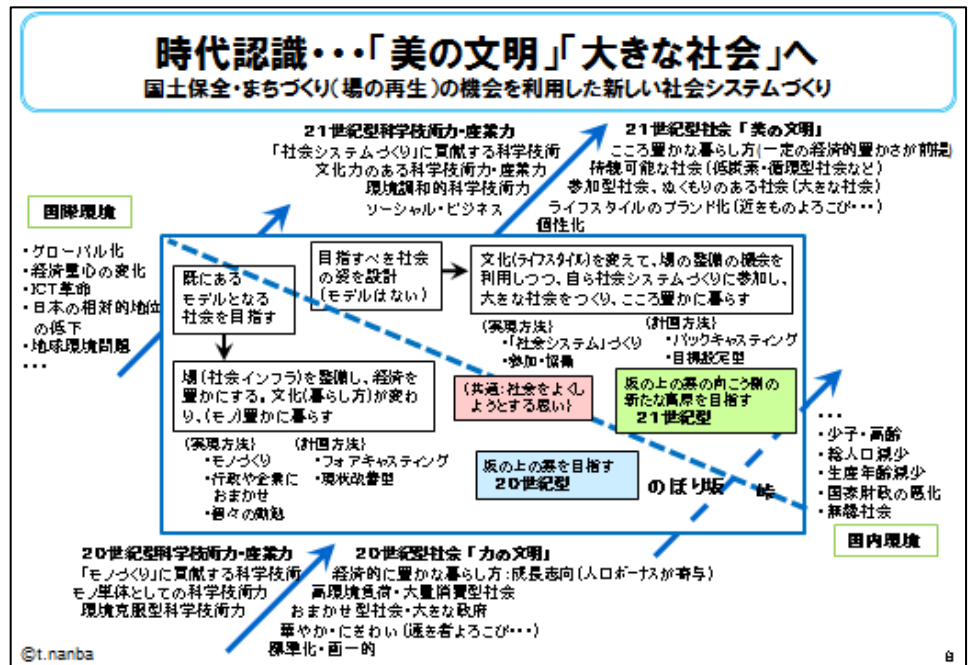 時代認識・・・「美の文明」「大きな社会」へ
国土保全・まちづくり(場の再生)の機会を利用した新しい社会システムづくり
21世紀型科学技術力・産業力
「社会システムづくり」に貢献する科学技術
文化力のある科学技術力・産業力
環境調和的科学技術力
ソーシャル・ビジネス
21世紀型社会「美の文明」
こころ豊かな暮らし方(一定の経済的豊かさが前提)
持続可能な社会(低炭素・循環型社会など)
参加型社会、ぬくもりのある社会(大きな社会)
ライフスタイルのブランド化(近きものよろこび・・・)
個性化
国際環境
・グローバル化
・経済重心の変化
・ICT革命
・日本の相対的地位
の低下
・地球環境問題
・・・
既にある
モデルとなる
社会を目指す
目指すべき社会
の姿を設計
(モデルはない)
文化(ライフスタイル)を変えて、場の整備の機会を
利用しつつ、自ら社会システムづくりに参加し、
大きな社会をつくり、こころ豊かに暮らす
(実現方法)
・「社会システム」づくり
・参加・協働
(計画方法)
・バックキャスティング
・目標設定型
場(社会インフラ)を整備し、経済を
豊かにする。文化(暮らし方)が変わ
り、(モノ)豊かに暮らす
(実現方法)
・モノづくり
・行政や企業に
おまかせ
・個々の勤勉
(計画方法)
・フォアキャスティング
・現状改善型
(共通:社会をよくし
ようとする思い)
坂の上の雲の向こう側の
新たな高原を目指す
21世紀型
坂の上の雲を目指す
20世紀型
のぼり坂 峠
・・・
・少子・高齢
・総人口減少
・生産年齢減少
・国家財政の悪化
・無縁社会
国内環境
20世紀型科学技術力・産業力
「モノづくり」に貢献する科学技術
モノ単体としての科学技術力
環境克服型科学技術力
20世紀型社会「力の文明」
経済的に豊かな暮らし方:成長志向(人口ボーナスが寄与)
高環境負荷・大量消費型社会
おまかせ型社会・大きな政府
華やか・にぎわい(遠き者よろこび・・・)
標準化・画一的
©t.nanba
8